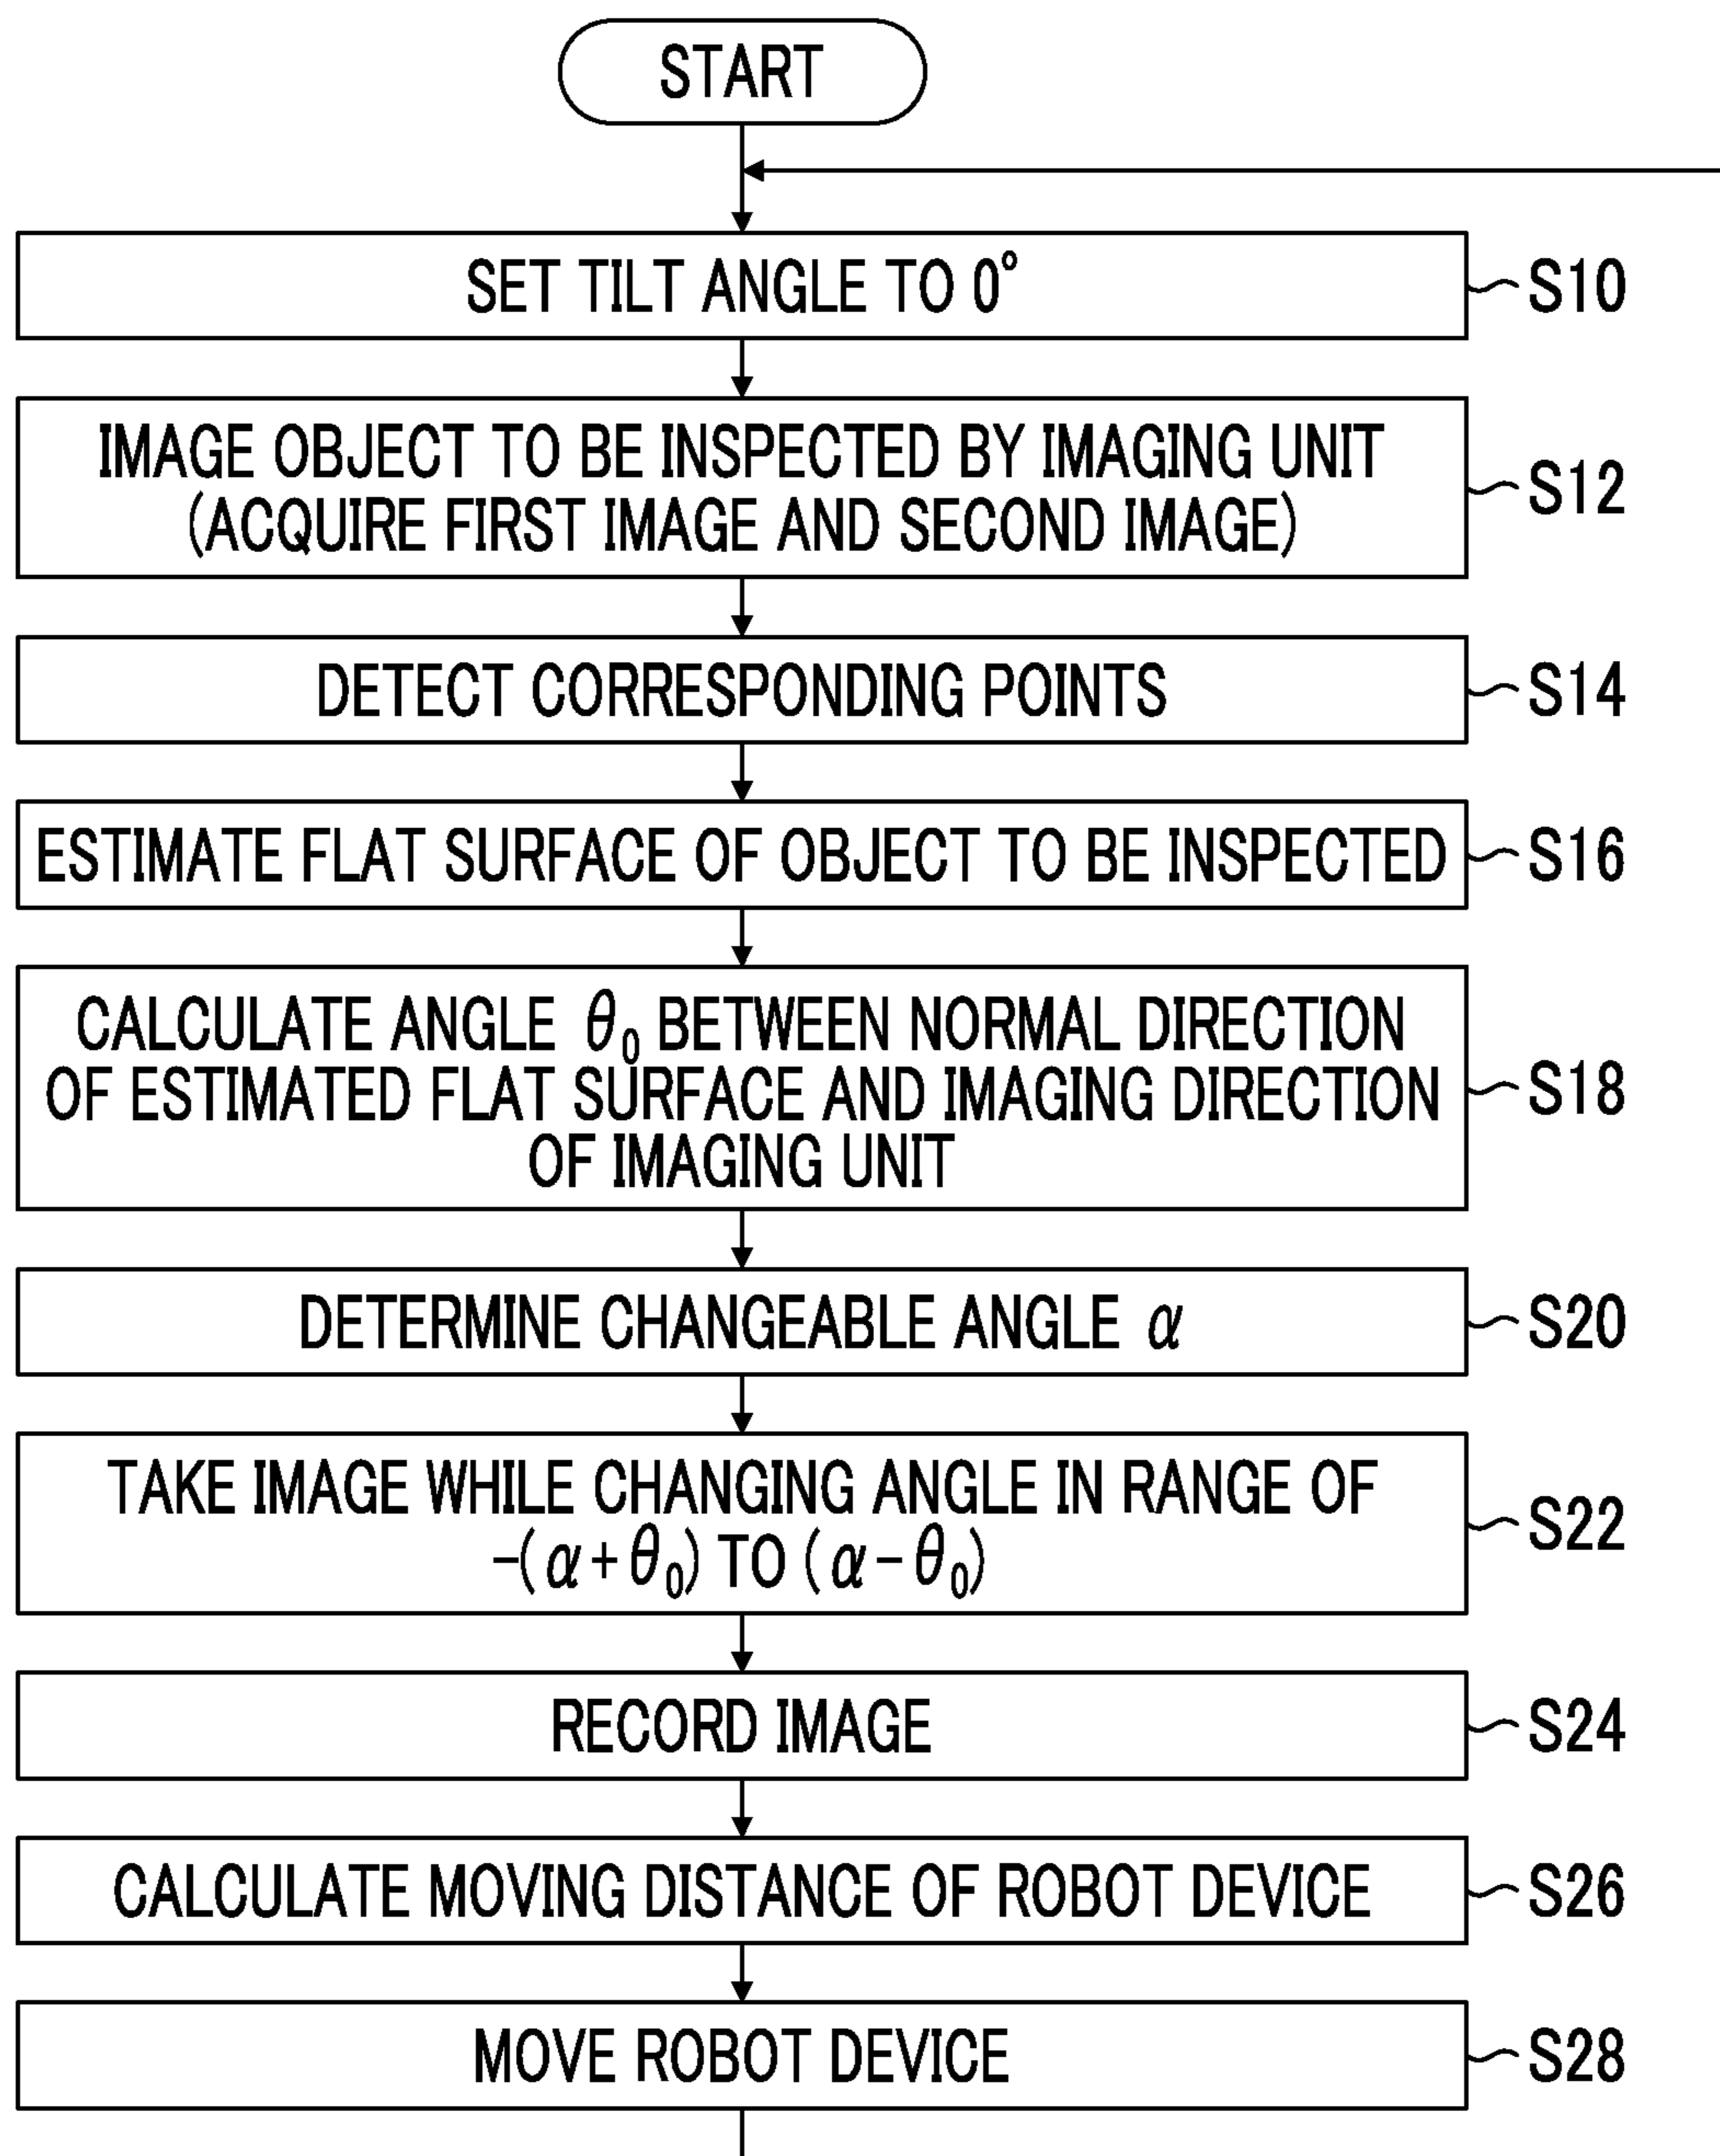 START
SET TILT ANGLE TO 0°
S10
IMAGE OBJECT TO BE INSPECTED BY IMAGING UNIT
(ACQUIRE FIRST IMAGE AND SECOND IMAGE)
S12
DETECT CORRESPONDING POINTS
S14
ESTIMATE FLAT SURFACE OF OBJECT TO BE INSPECTED
S16
CALCULATE ANGLE θ₀ BETWEEN NORMAL DIRECTION
OF ESTIMATED FLAT SURFACE AND IMAGING DIRECTION
OF IMAGING UNIT
S18
DETERMINE CHANGEABLE ANGLE α
S20
TAKE IMAGE WHILE CHANGING ANGLE IN RANGE OF
-(α+θ₀) TO (α-θ₀)
S22
RECORD IMAGE
S24
CALCULATE MOVING DISTANCE OF ROBOT DEVICE
S26
MOVE ROBOT DEVICE
S28